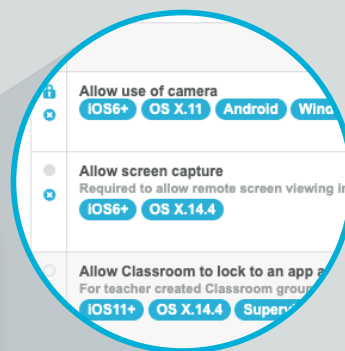 Allow use of camera
iOS6+ OS X.11 Android
Allow screen capture
Required to allow remote screen viewing
iOS6+ OS X.14.4
Allow Classroom to lock to an app
For teacher created Classroom
iOS11+ OS X.14.4